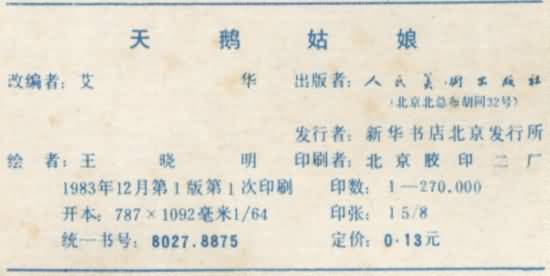 天鹅姑娘
改编者：艾华 出版者：人民美术出版社
（北京北总布胡同32号）
发行者：新华书店北京发行所
绘者：王晓明 印刷者：北京胶印二厂
1983年12月第1版第1次印刷 印数：1—270,000
开本：787×1092毫米1/64 印张：1 5/8
统一书号：8027.8875 定价：0·13元